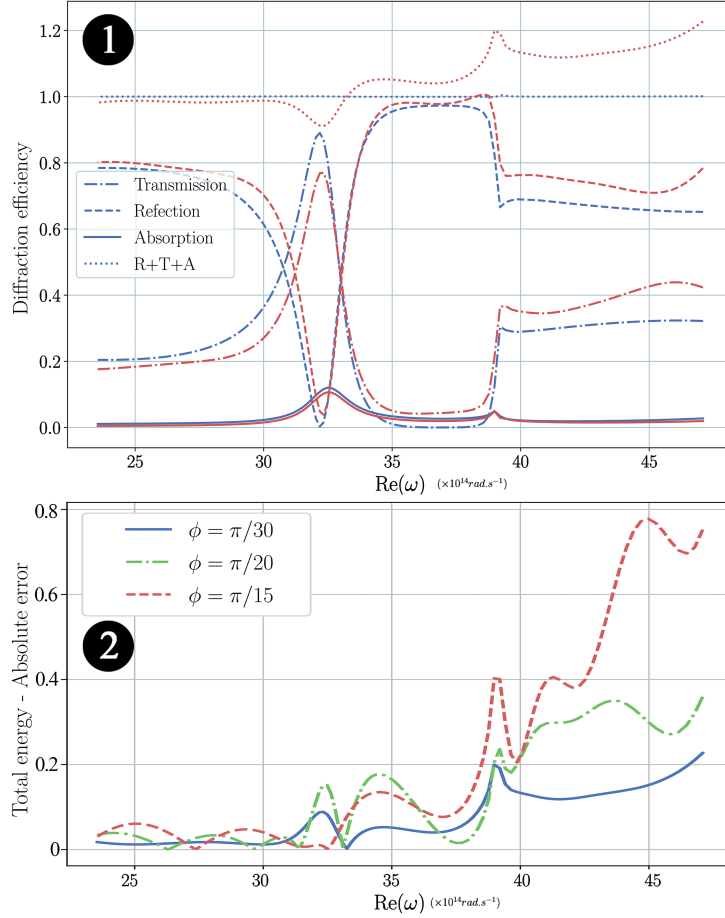 1
1.2
1.0
0.8
0.6
0.4
0.2
0.0
Diffraction efficiency
Transmission
Refection
Absorption
R+T+A
25 30 35 40 45
Re(ω) (×10¹⁴rad.s⁻¹)
2
0.8
0.6
0.4
0.2
0
Total energy - Absolute error
ϕ = π/30
ϕ = π/20
ϕ = π/15
25 30 35 40 45
Re(ω) (×10¹⁴rad.s⁻¹)